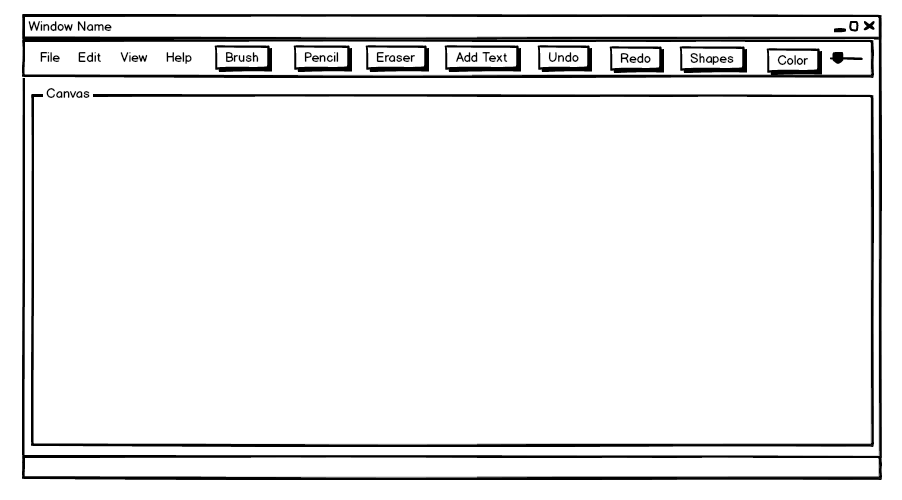 Window Name
File Edit View Help Brush Pencil Eraser Add Text Undo Redo Shapes Color
Canvas